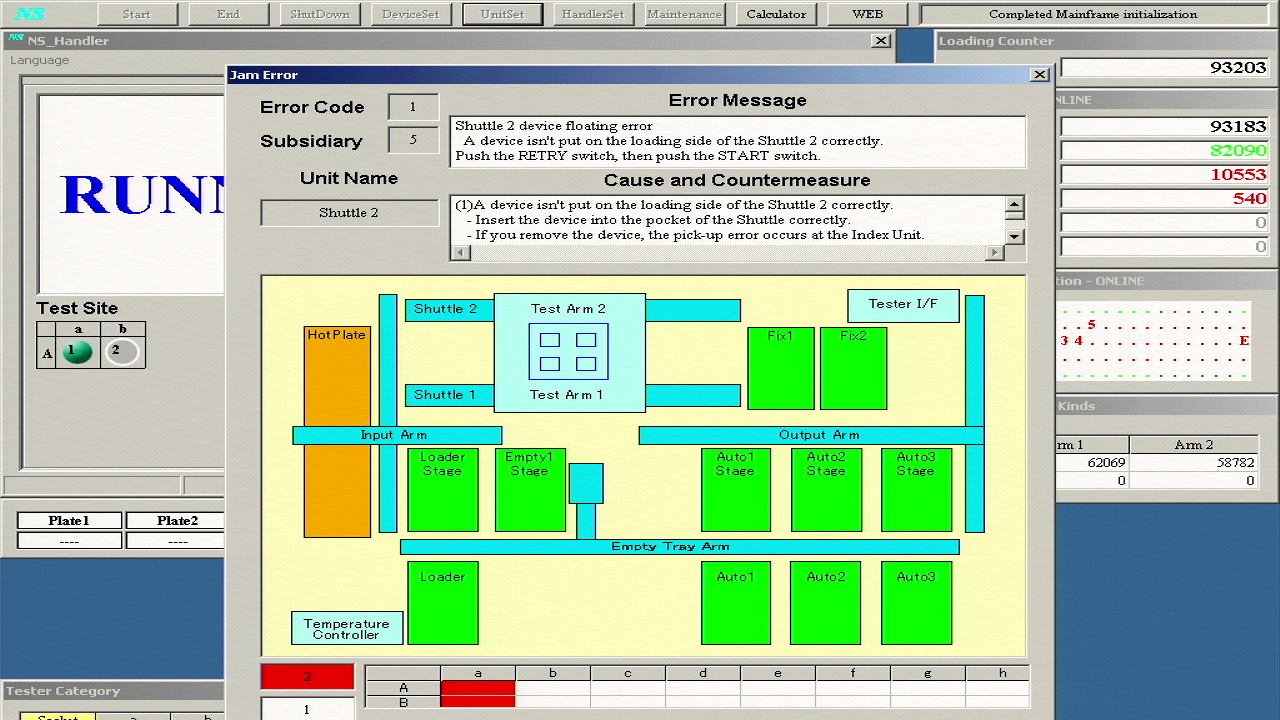 NS Start End ShutDown DeviceSet UnitSet HandlerSet Maintenance Calculator WEB Completed Mainframe initialization
NS NS_Handler
Language
RUNN
Test Site
a b
A 1 2
Plate1 Plate2
---- ----
Tester Category
Socket a b
Jam Error
Error Code 1
Subsidiary 5
Unit Name
Shuttle 2
Error Message
Shuttle 2 device floating error
A device isn't put on the loading side of the Shuttle 2 correctly.
Push the RETRY switch, then push the START switch.
Cause and Countermeasure
(1)A device isn't put on the loading side of the Shuttle 2 correctly.
- Insert the device into the pocket of the Shuttle correctly.
- If you remove the device, the pick-up error occurs at the Index Unit.
Shuttle 2 Test Arm 2 Tester I/F
HotPlate Fix1 Fix2
Shuttle 1 Test Arm 1
Input Arm Output Arm
Loader Stage
Empty1 Stage
Auto1 Stage
Auto2 Stage
Auto3 Stage
Empty Tray Arm
Loader Auto1 Auto2 Auto3
Temperature
Controller
2
1
a b c d e f g h
A
B
Loading Counter
93203
NLINE
93183
82090
10553
540
0
0
tion - ONLINE
5
3 4 E
Kinds
rm 1 Arm 2
62069 58782
0 0